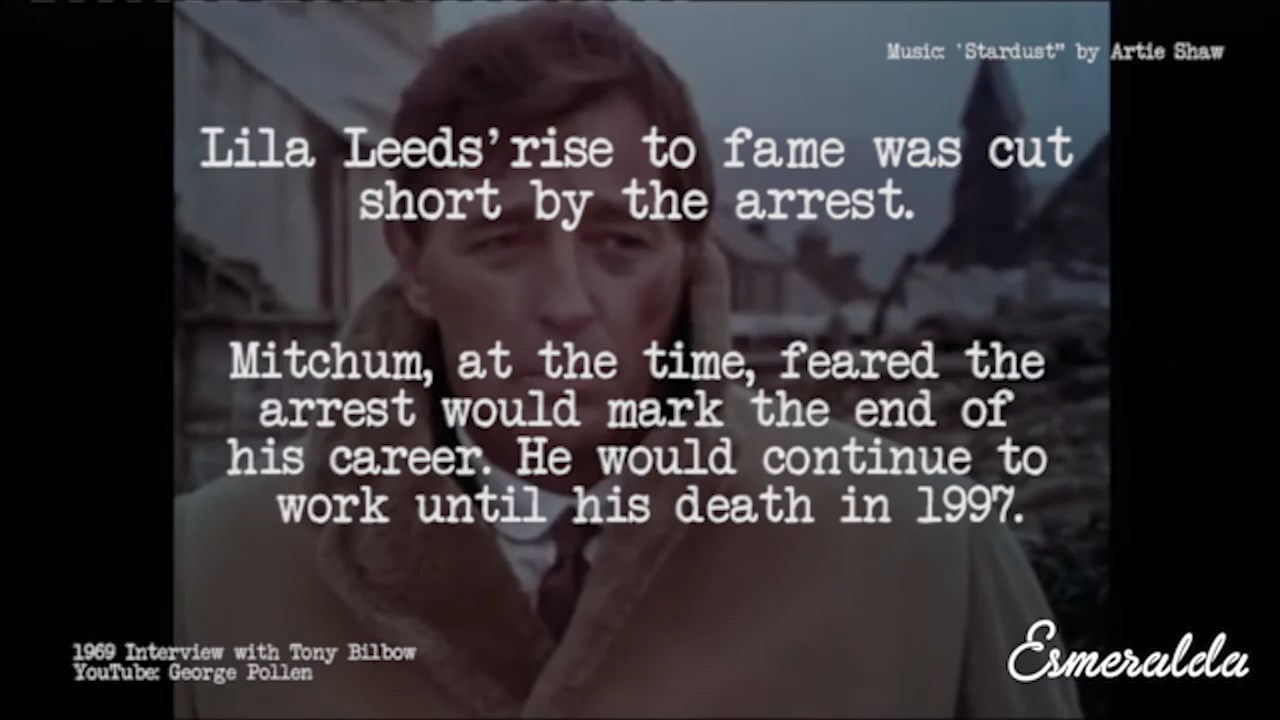 Music: 'Stardust" by Artie Shaw
Lila Leeds' rise to fame was cut
short by the arrest.
Mitchum, at the time, feared the
arrest would mark the end of
his career. He would continue to
work until his death in 1997.
1969 Interview with Tony Bilbow
YouTube: George Pollen
Esmeralda